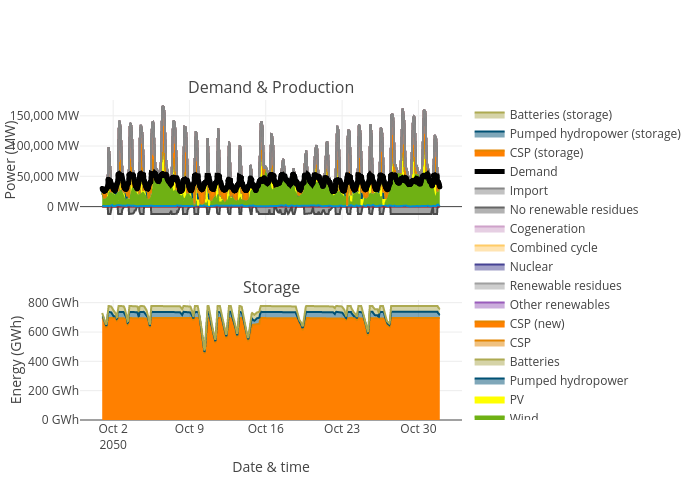 Demand & Production
150,000 MW
100,000 MW
50,000 MW
0 MW
Power (MW)
Storage
800 GWh
600 GWh
400 GWh
200 GWh
0 GWh
Energy (GWh)
Oct 2
2050
Oct 9
Oct 16
Oct 23
Oct 30
Date & time
Batteries (storage)
Pumped hydropower (storage)
CSP (storage)
Demand
Import
No renewable residues
Cogeneration
Combined cycle
Nuclear
Renewable residues
Other renewables
CSP (new)
CSP
Batteries
Pumped hydropower
PV
Wind